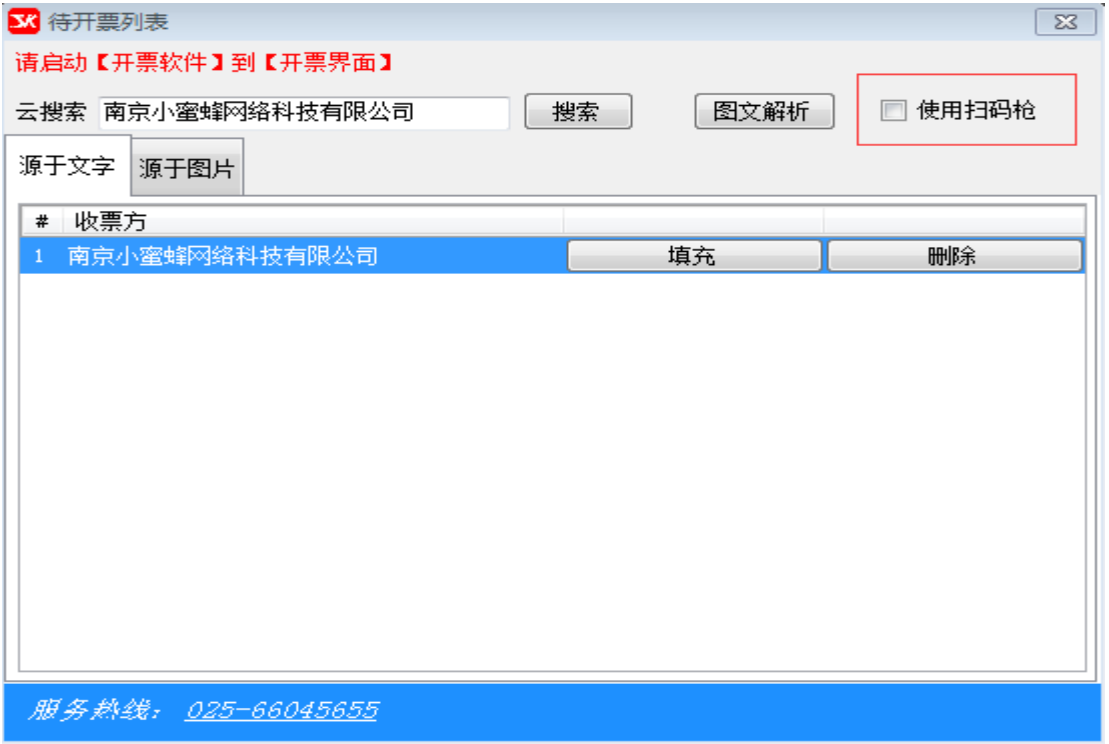 SK 待开票列表
请启动【开票软件】到【开票界面】
云搜索 南京小蜜蜂网络科技有限公司 搜索 图文解析 使用扫码枪
源于文字 源于图片
# 收票方
1 南京小蜜蜂网络科技有限公司 填充 删除
服务热线：025-66045655